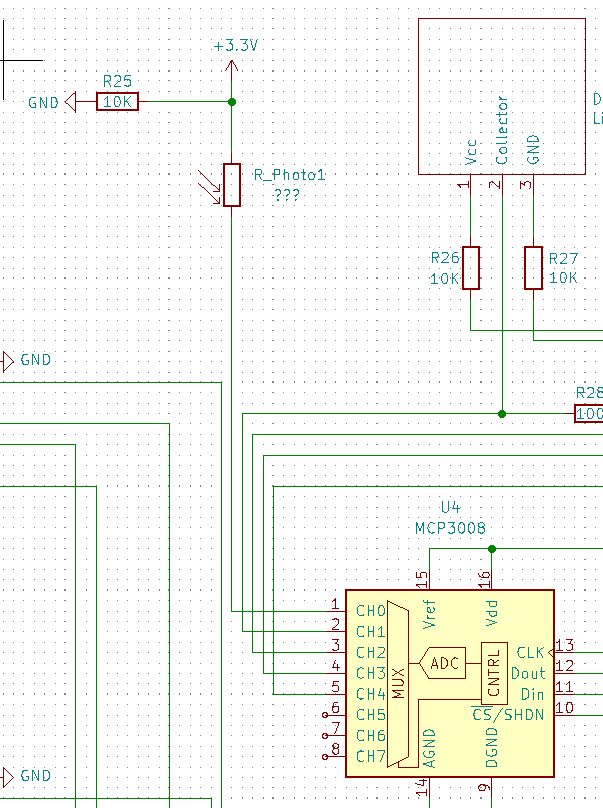 +3.3V
R25
GND
10K
R_Photo1
???
Vcc
Collector
GND
1
2
3
D
Li
R26
10K
R27
10K
GND
R28
100
U4
MCP3008
15
16
Vref
Vdd
1
CH0
2
CH1
3
CH2
4
CH3
5
CH4
6
CH5
7
CH6
8
CH7
MUX
ADC
CNTRL
CLK
13
Dout
12
Din
11
CS/SHDN
10
AGND
DGND
14
9
GND